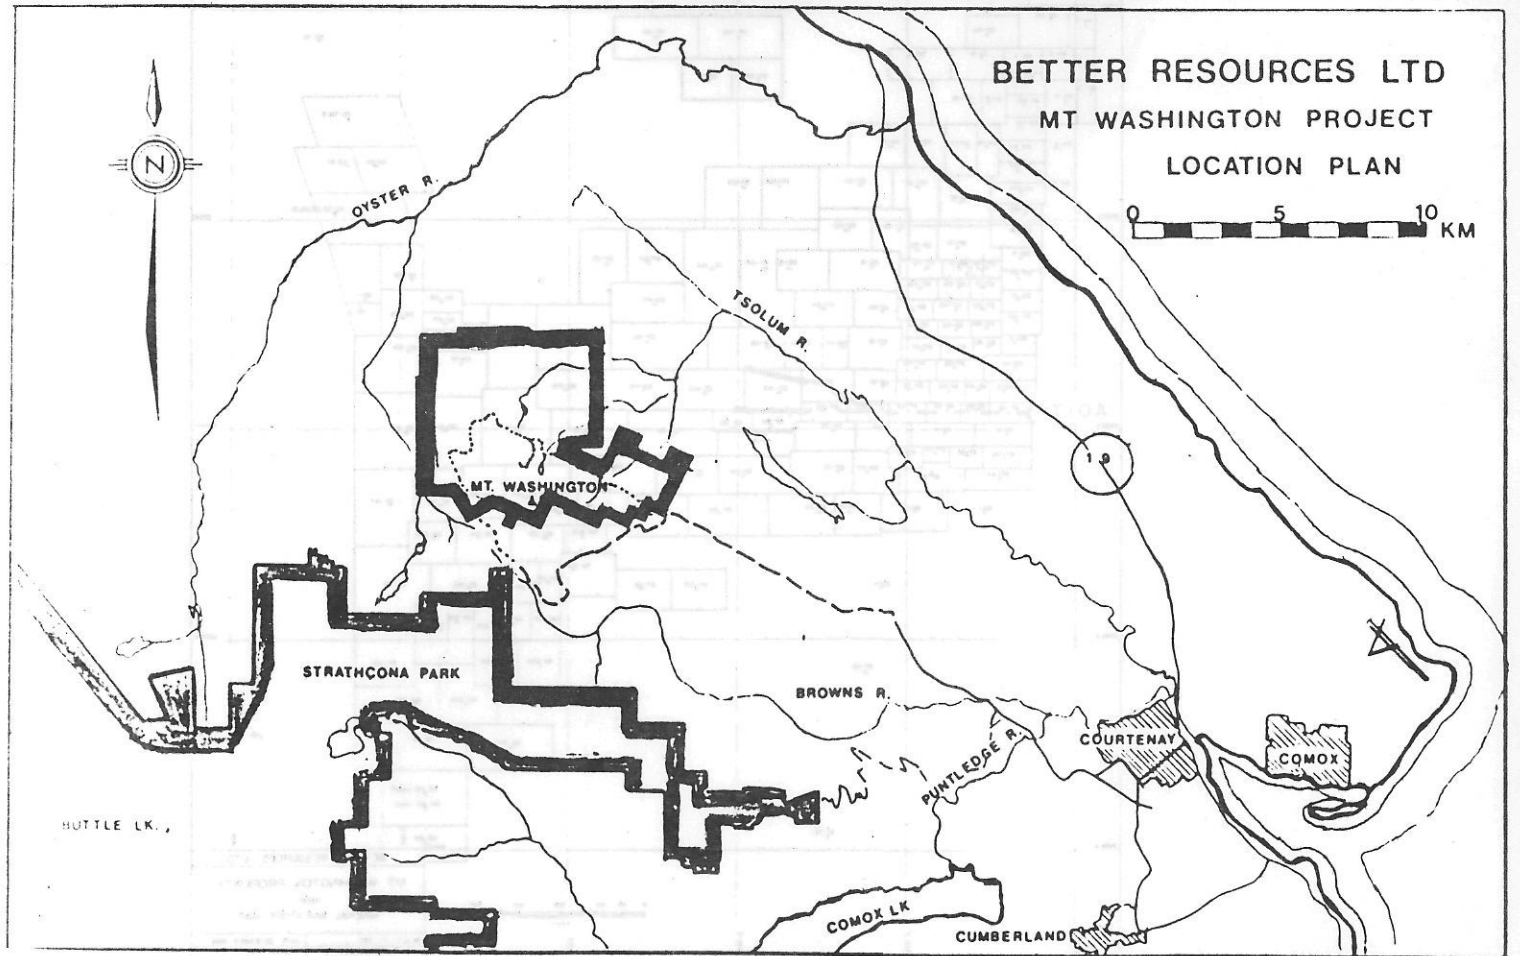 BETTER RESOURCES LTD
MT WASHINGTON PROJECT
LOCATION PLAN
0 5 10 KM
N
OYSTER R.
TSOLUM R.
19
MT. WASHINGTON
STRATHCONA PARK
BROWNS R.
PUNTLEDGE R.
COURTENAY
COMOX
BUTTLE LK.,
COMOX LK
CUMBERLAND